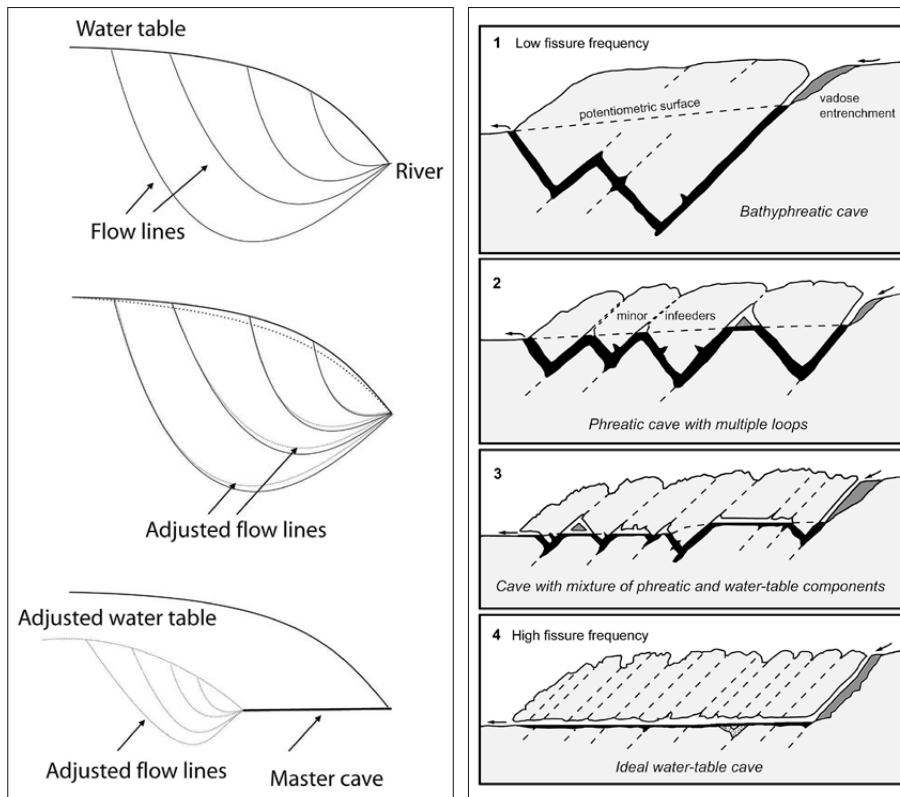 Water table
River
Flow lines
Adjusted flow lines
Adjusted water table
Adjusted flow lines
Master cave
1 Low fissure frequency
potentiometric surface
vadose
entrenchment
Bathyphreatic cave
2
minor infeeders
Phreatic cave with multiple loops
3
Cave with mixture of phreatic and water-table components
4 High fissure frequency
Ideal water-table cave